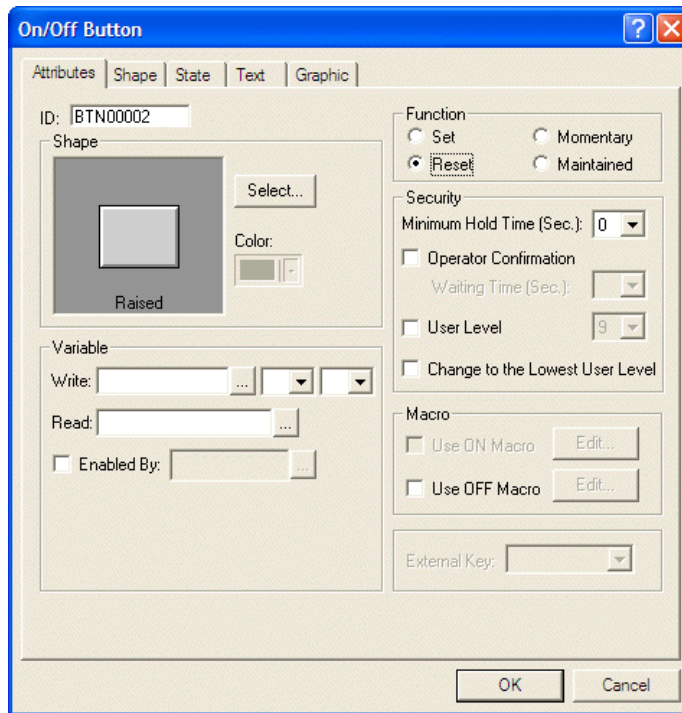 On/Off Button
Attributes Shape State Text Graphic
ID: BTN00002
Shape
Select...
Color:
Raised
Variable
Write: ...
Read: ...
Enabled By: ...
Function
Set Momentary
Reset Maintained
Security
Minimum Hold Time (Sec.): 0
Operator Confirmation
Waiting Time (Sec.):
User Level 9
Change to the Lowest User Level
Macro
Use ON Macro Edit...
Use OFF Macro Edit...
External Key:
OK Cancel